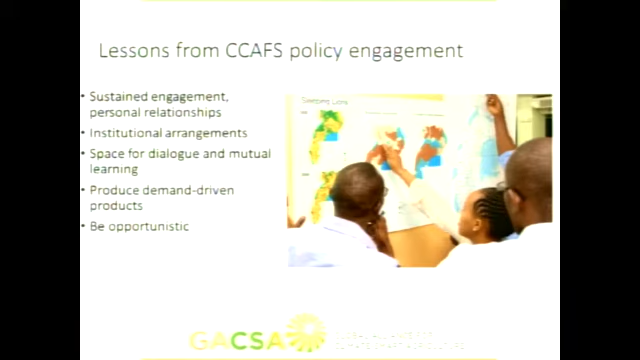 Lessons from CCAFS policy engagement
• Sustained engagement,
personal relationships
• Institutional arrangements
• Space for dialogue and mutual
learning
• Produce demand-driven
products
• Be opportunistic
GACSA